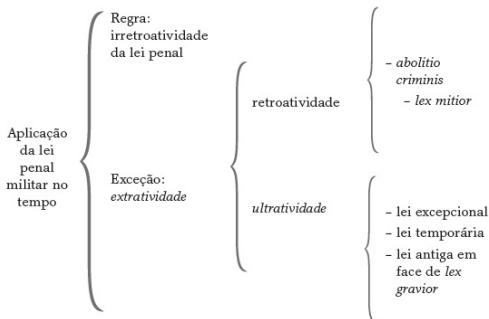 Aplicação
da lei
penal
militar no
tempo
Regra:
irretroatividade
da lei penal
Exceção:
extratividade
retroatividade
ultratividade
– abolitio
criminis
– lex mitior
– lei excepcional
– lei temporária
– lei antiga em
face de lex
gravior